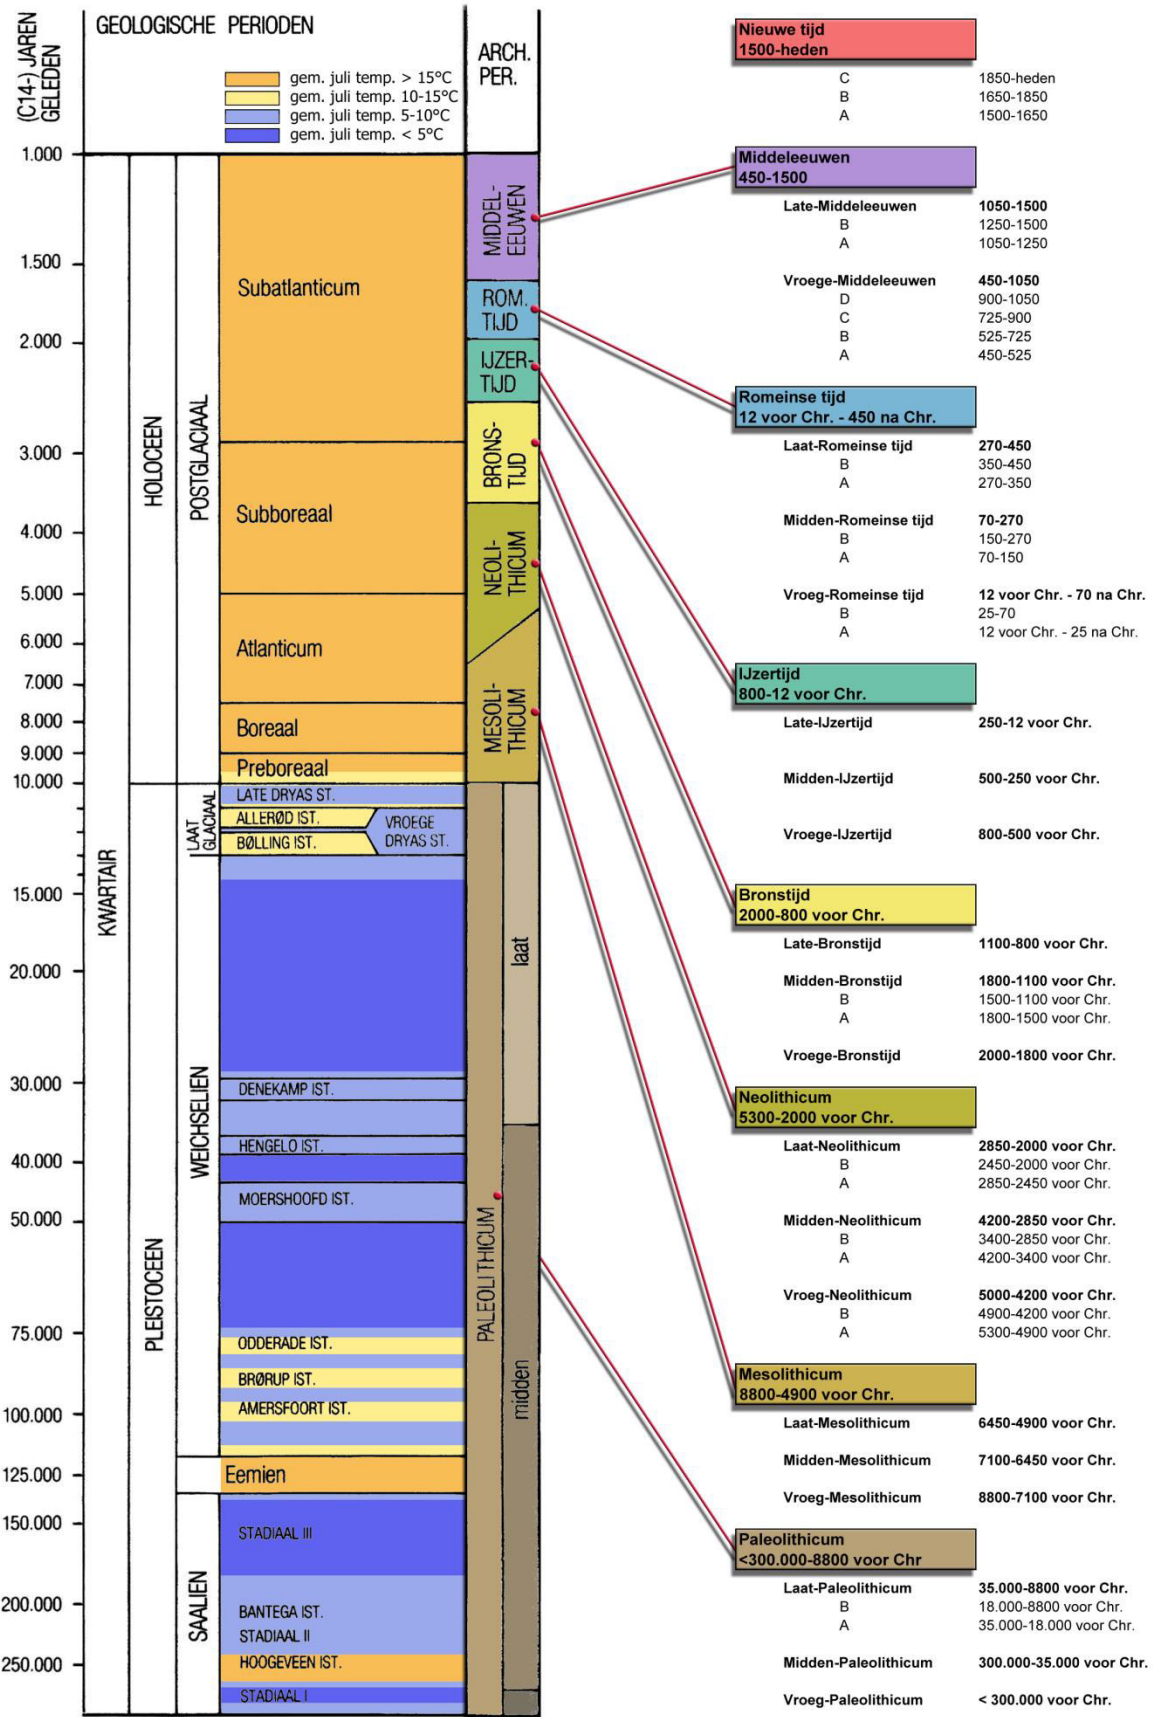 (C14-) JAREN
GELEDEN
GEOLOGISCHE PERIODEN
gem. juli temp. > 15°C
gem. juli temp. 10-15°C
gem. juli temp. 5-10°C
gem. juli temp. < 5°C
ARCH.
PER.
1.000
1.500
2.000
3.000
4.000
5.000
6.000
7.000
8.000
9.000
10.000
15.000
20.000
30.000
40.000
50.000
75.000
100.000
125.000
150.000
200.000
250.000
KWARTAIR
HOLOCEEN
PLEISTOCEEN
POSTGLACIAAL
LAAT
GLACIAAL
WEICHSELIEN
SAALIEN
Subatlanticum
Subboreaal
Atlanticum
Boreaal
Preboreaal
LATE DRYAS ST.
ALLERØD IST.
VROEGE
DRYAS ST.
BØLLING IST.
DENEKAMP IST.
HENGELO IST.
MOERSHOOFD IST.
ODDERADE IST.
BRØRUP IST.
AMERSFOORT IST.
Eemien
STADIAAL III
BANTEGA IST.
STADIAAL II
HOOGEVEEN IST.
STADIAAL I
MIDDEL-
EEUWEN
ROM.
TIJD
IJZER-
TIJD
BRONS-
TIJD
NEOLI-
THICUM
MESOLI-
THICUM
PALEOLITHICUM
laat
midden
Nieuwe tijd
1500-heden
C 1850-heden
B 1650-1850
A 1500-1650
Middeleeuwen
450-1500
Late-Middeleeuwen 1050-1500
B 1250-1500
A 1050-1250
Vroege-Middeleeuwen 450-1050
D 900-1050
C 725-900
B 525-725
A 450-525
Romeinse tijd
12 voor Chr. - 450 na Chr.
Laat-Romeinse tijd 270-450
B 350-450
A 270-350
Midden-Romeinse tijd 70-270
B 150-270
A 70-150
Vroeg-Romeinse tijd 12 voor Chr. - 70 na Chr.
B 25-70
A 12 voor Chr. - 25 na Chr.
IJzertijd
800-12 voor Chr.
Late-IJzertijd 250-12 voor Chr.
Midden-IJzertijd 500-250 voor Chr.
Vroege-IJzertijd 800-500 voor Chr.
Bronstijd
2000-800 voor Chr.
Late-Bronstijd 1100-800 voor Chr.
Midden-Bronstijd 1800-1100 voor Chr.
B 1500-1100 voor Chr.
A 1800-1500 voor Chr.
Vroege-Bronstijd 2000-1800 voor Chr.
Neolithicum
5300-2000 voor Chr.
Laat-Neolithicum 2850-2000 voor Chr.
B 2450-2000 voor Chr.
A 2850-2450 voor Chr.
Midden-Neolithicum 4200-2850 voor Chr.
B 3400-2850 voor Chr.
A 4200-3400 voor Chr.
Vroeg-Neolithicum 5000-4200 voor Chr.
B 4900-4200 voor Chr.
A 5300-4900 voor Chr.
Mesolithicum
8800-4900 voor Chr.
Laat-Mesolithicum 6450-4900 voor Chr.
Midden-Mesolithicum 7100-6450 voor Chr.
Vroeg-Mesolithicum 8800-7100 voor Chr.
Paleolithicum
<300.000-8800 voor Chr
Laat-Paleolithicum 35.000-8800 voor Chr.
B 18.000-8800 voor Chr.
A 35.000-18.000 voor Chr.
Midden-Paleolithicum 300.000-35.000 voor Chr.
Vroeg-Paleolithicum < 300.000 voor Chr.